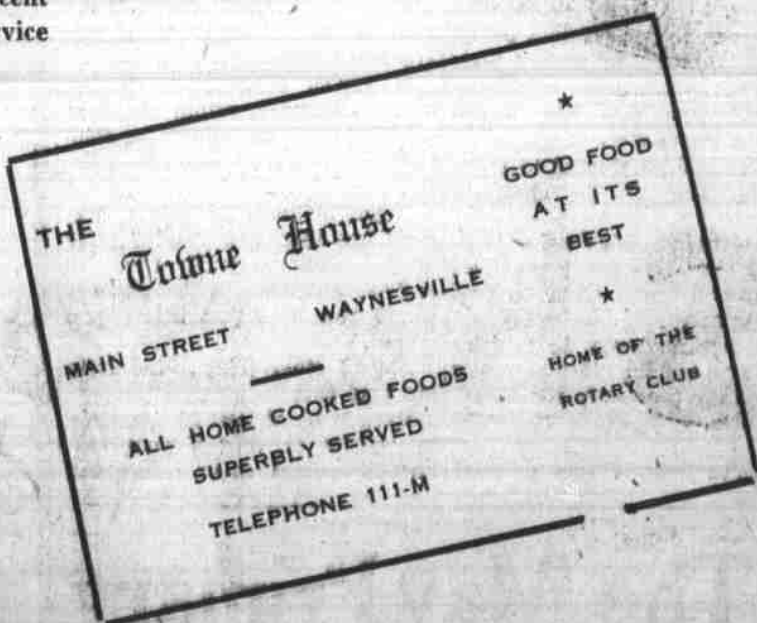 vice
THE
Towne House
MAIN STREET WAYNESVILLE
ALL HOME COOKED FOODS
SUPERBLY SERVED
TELEPHONE 111-M
★
GOOD FOOD
AT ITS
BEST
★
HOME OF THE
ROTARY CLUB